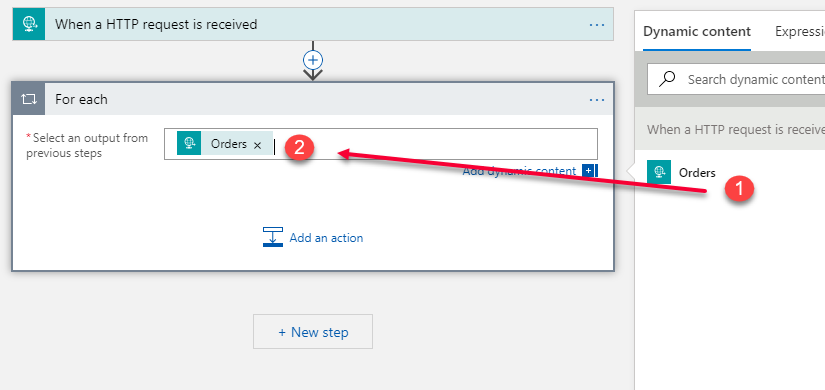 When a HTTP request is received
For each
*Select an output from
previous steps
Orders ×
2
Add dynamic content
Add an action
+ New step
Dynamic content
Expressi
Search dynamic content
When a HTTP request is receive
Orders
1